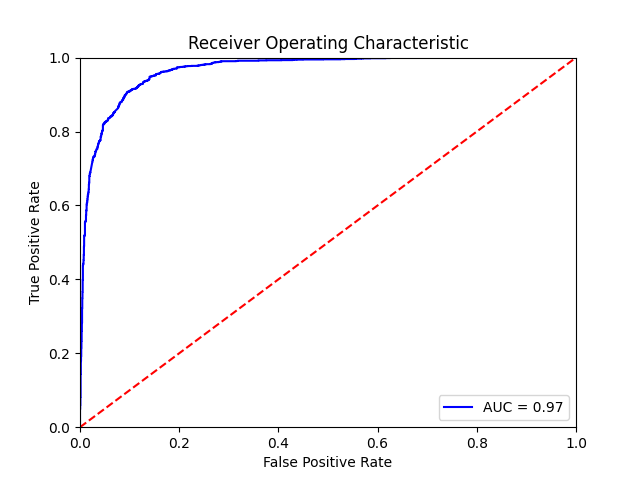 Receiver Operating Characteristic
True Positive Rate
1.0
0.8
0.6
0.4
0.2
0.0
AUC = 0.97
0.0 0.2 0.4 0.6 0.8 1.0
False Positive Rate